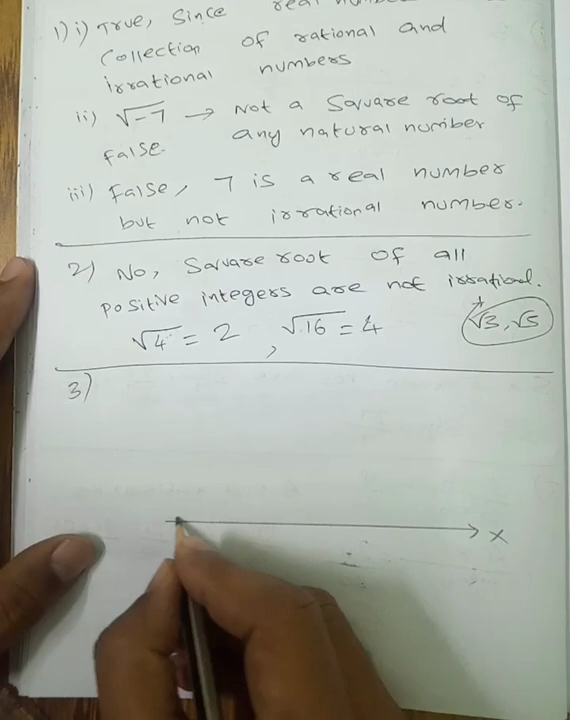 1) i) True, Since real num
Collection of rational and
irrational numbers
ii) √-7 → Not a Square root of
any natural number
False.
iii) False, 7 is a real number
but not irrational number.
2) No, Square root of all
Positive integers are not irrational.
√4 = 2, √16 = 4
√3, √5
3)
X